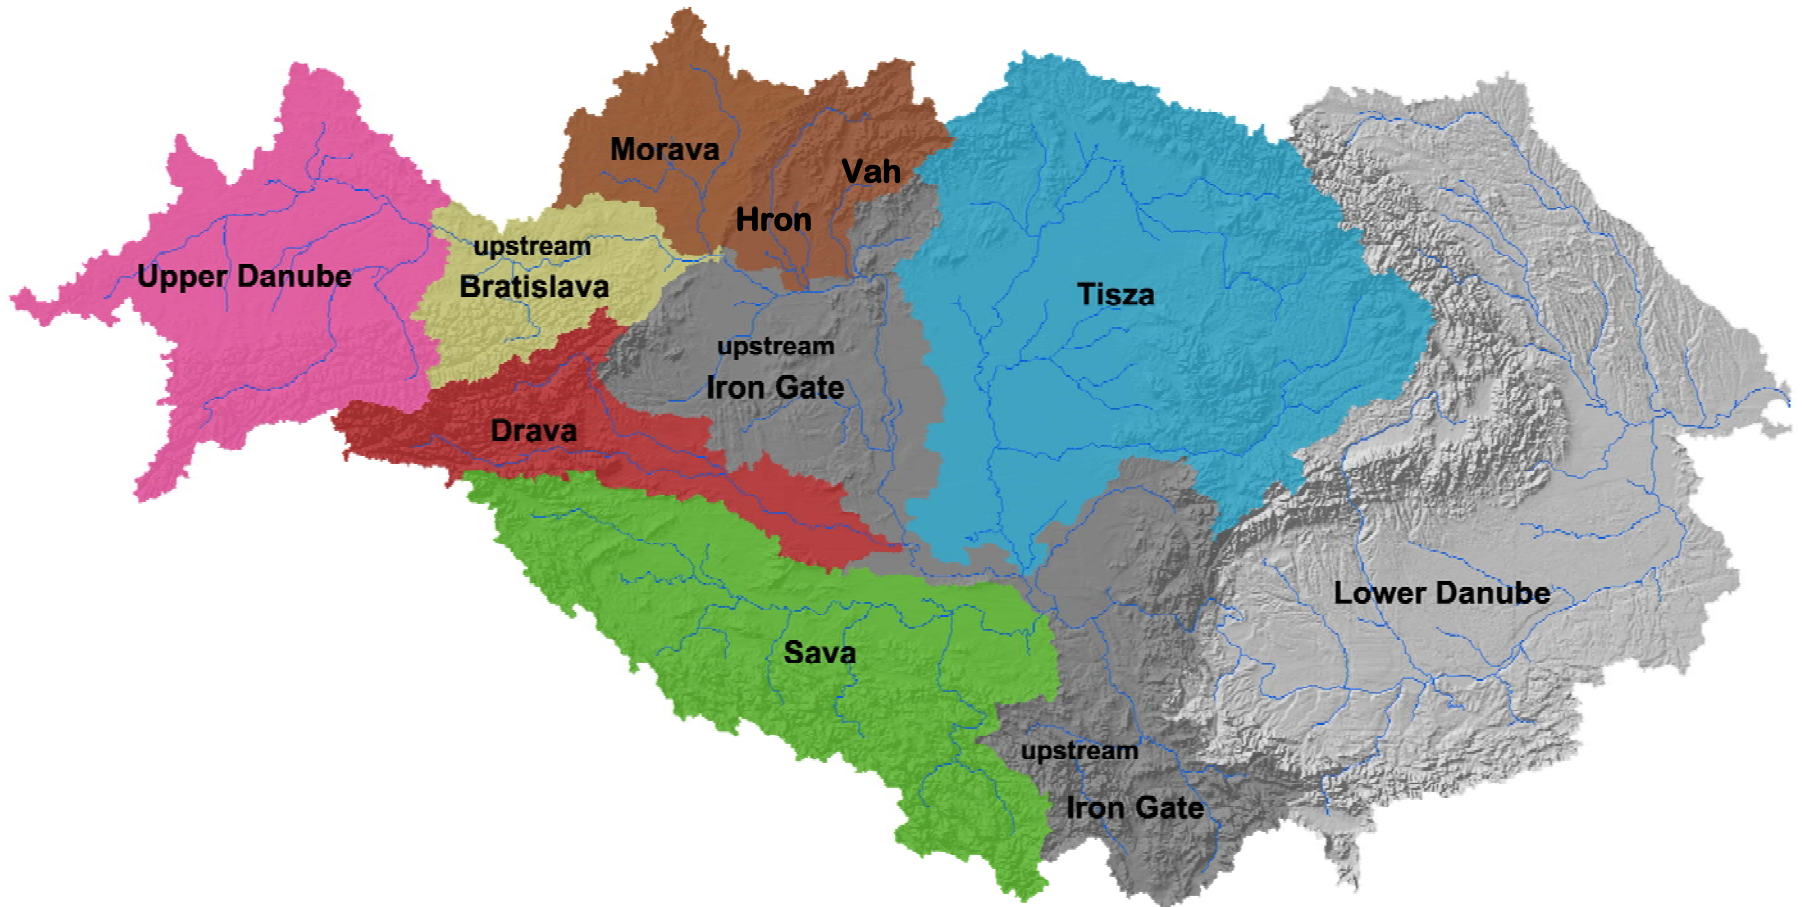 Morava
Vah
Hron
upstream
Bratislava
Upper Danube
Tisza
upstream
Iron Gate
Drava
Lower Danube
Sava
upstream
Iron Gate